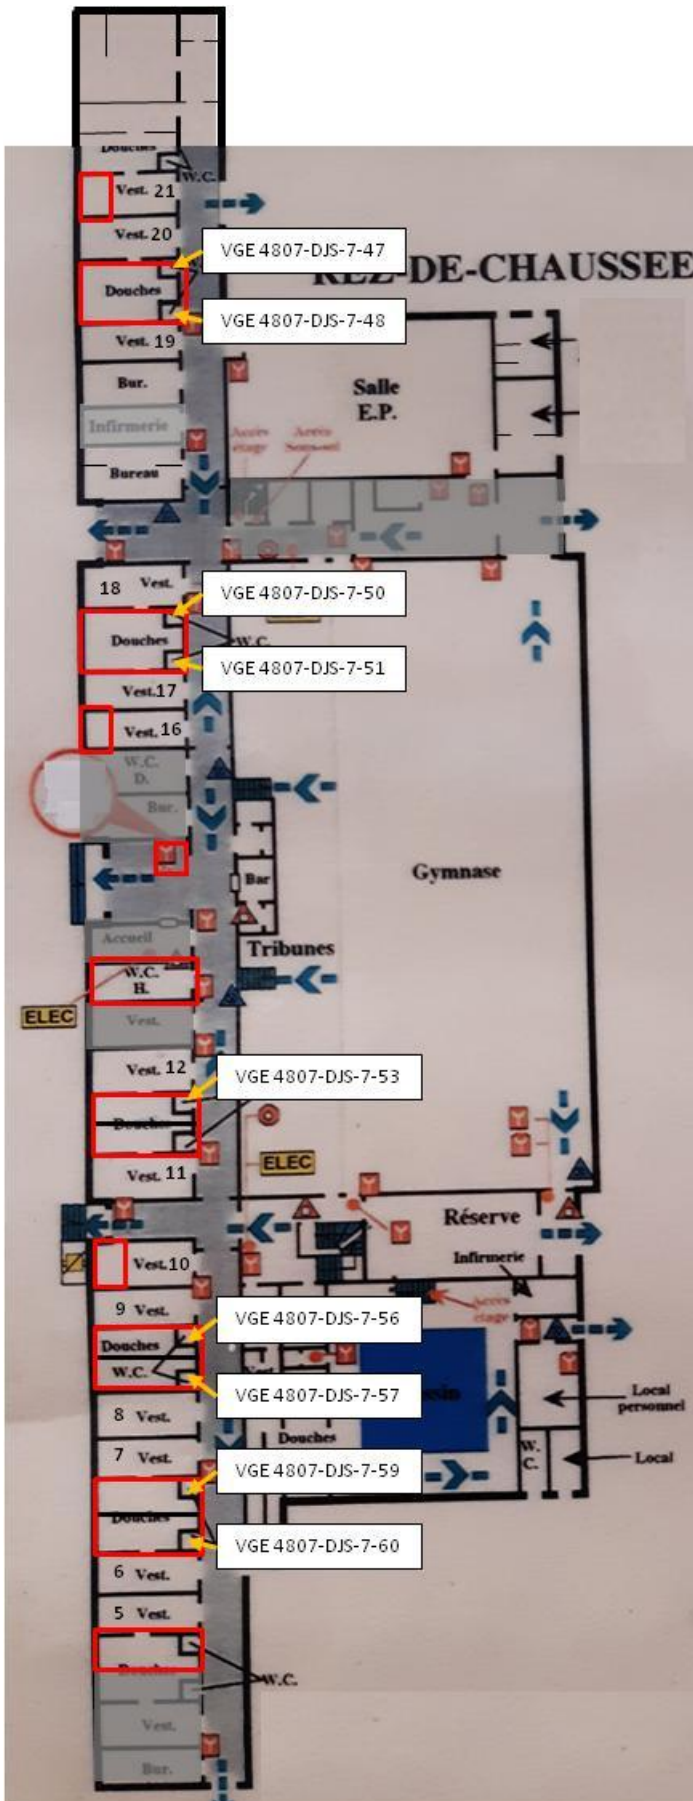 Douches
W.C.
Vest. 21
Vest. 20
VGE 4807-DJS-7-47
REZ-DE-CHAUSSEE
Douches
VGE 4807-DJS-7-48
Vest. 19
Bur.
Salle
E.P.
Infirmerie
Accès
étage
Accès
Sous-sol
Bureau
18 Vest.
VGE 4807-DJS-7-50
Douches
W.C.
VGE 4807-DJS-7-51
Vest. 17
Vest. 16
W.C.
D.
Bur.
Bar
Gymnase
Accueil
Tribunes
W.C.
H.
ELEC
Vest.
Vest. 12
VGE 4807-DJS-7-53
Douches
ELEC
Vest. 11
Réserve
Vest. 10
Infirmerie
9 Vest.
Accès
étage
VGE 4807-DJS-7-56
Douches
W.C.
VGE 4807-DJS-7-57
Local
personnel
8 Vest.
Douches
7 Vest.
W.
C.
Local
VGE 4807-DJS-7-59
Douches
VGE 4807-DJS-7-60
6 Vest.
5 Vest.
Douches
W.C.
Vest.
Bur.